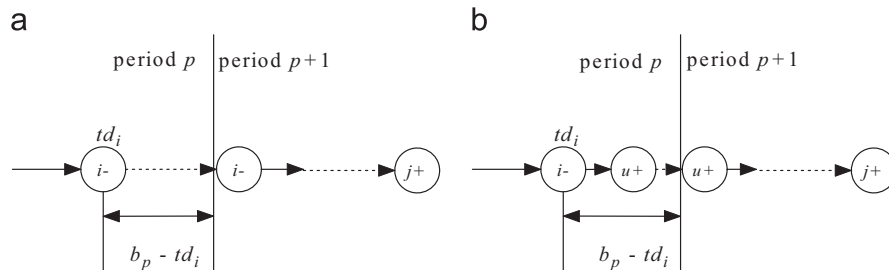 a
period p
period p+1
td_i
i-
i-
j+
b_p - td_i
b
period p
period p+1
td_i
i-
u+
u+
j+
b_p - td_i